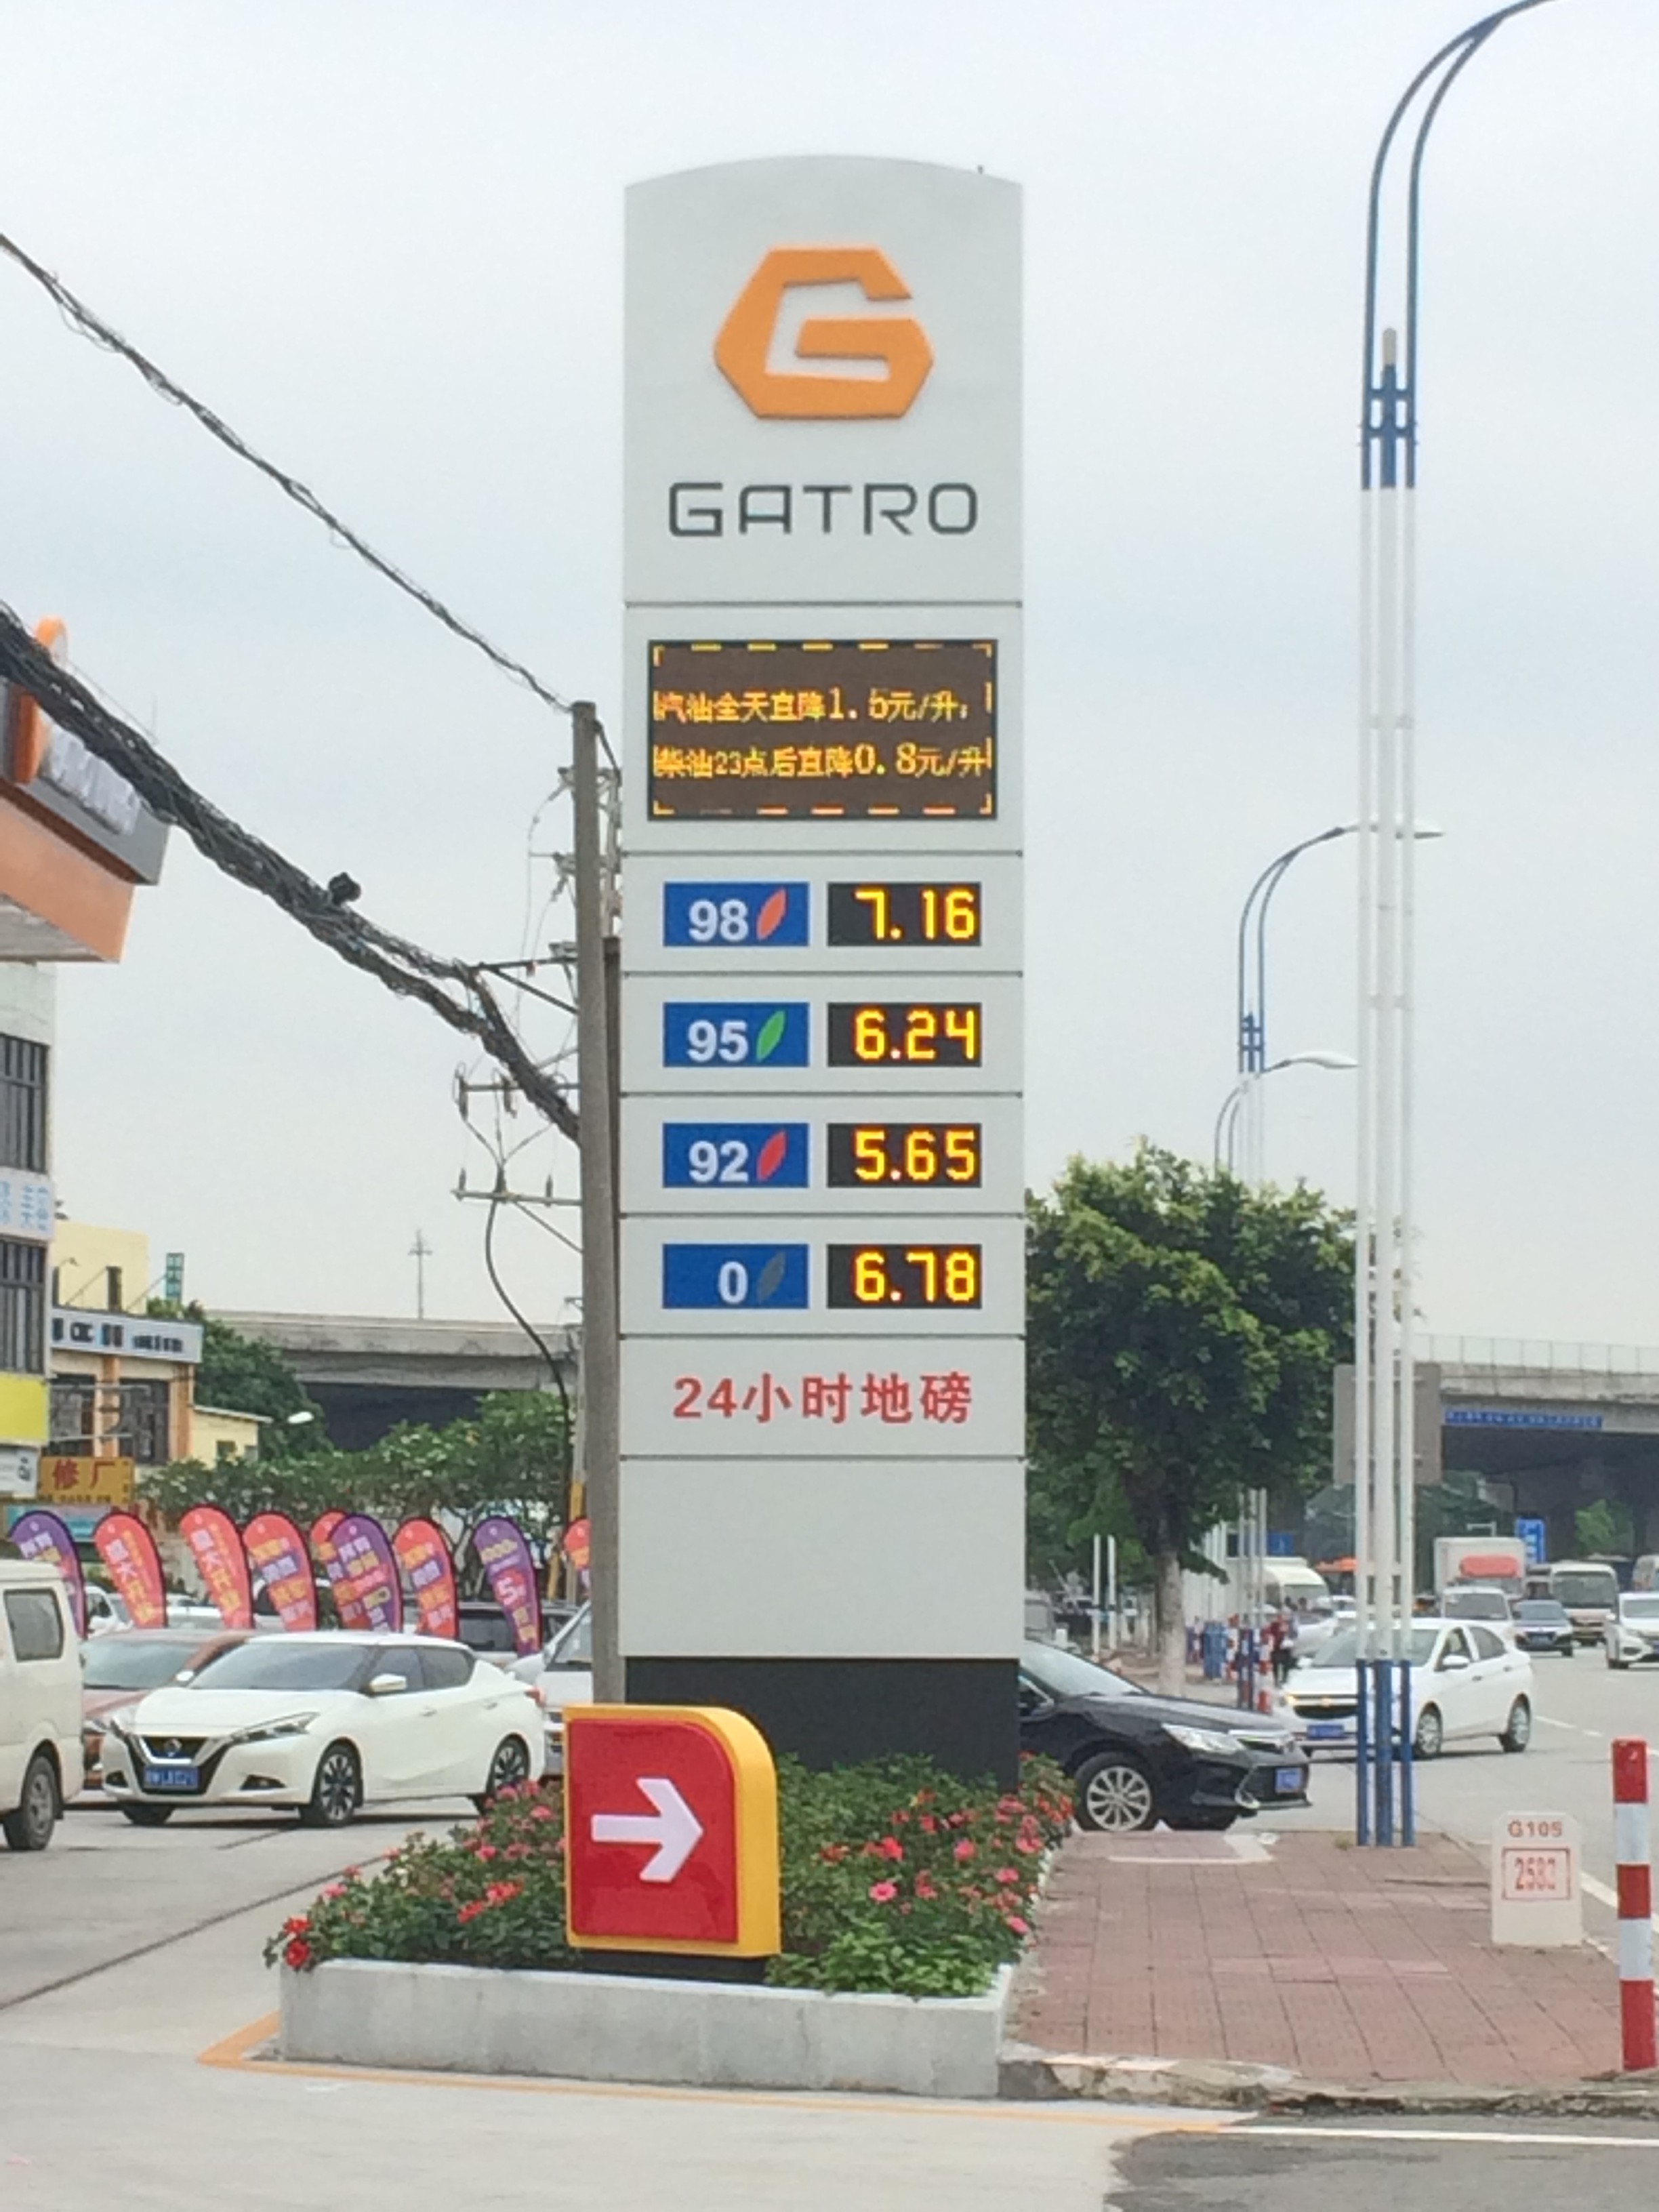 GATRO
汽油全天直降1.5元/升;
柴油23点后直降0.8元/升
98 7.16
95 6.24
92 5.65
0 6.78
24小时地磅
修厂
G105